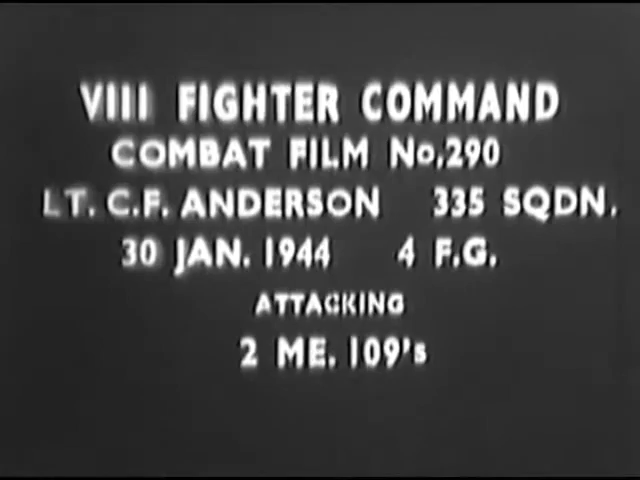 VIII FIGHTER COMMAND
COMBAT FILM No.290
LT. C.F. ANDERSON 335 SQDN.
30 JAN. 1944 4 F.G.
ATTACKING
2 ME. 109's